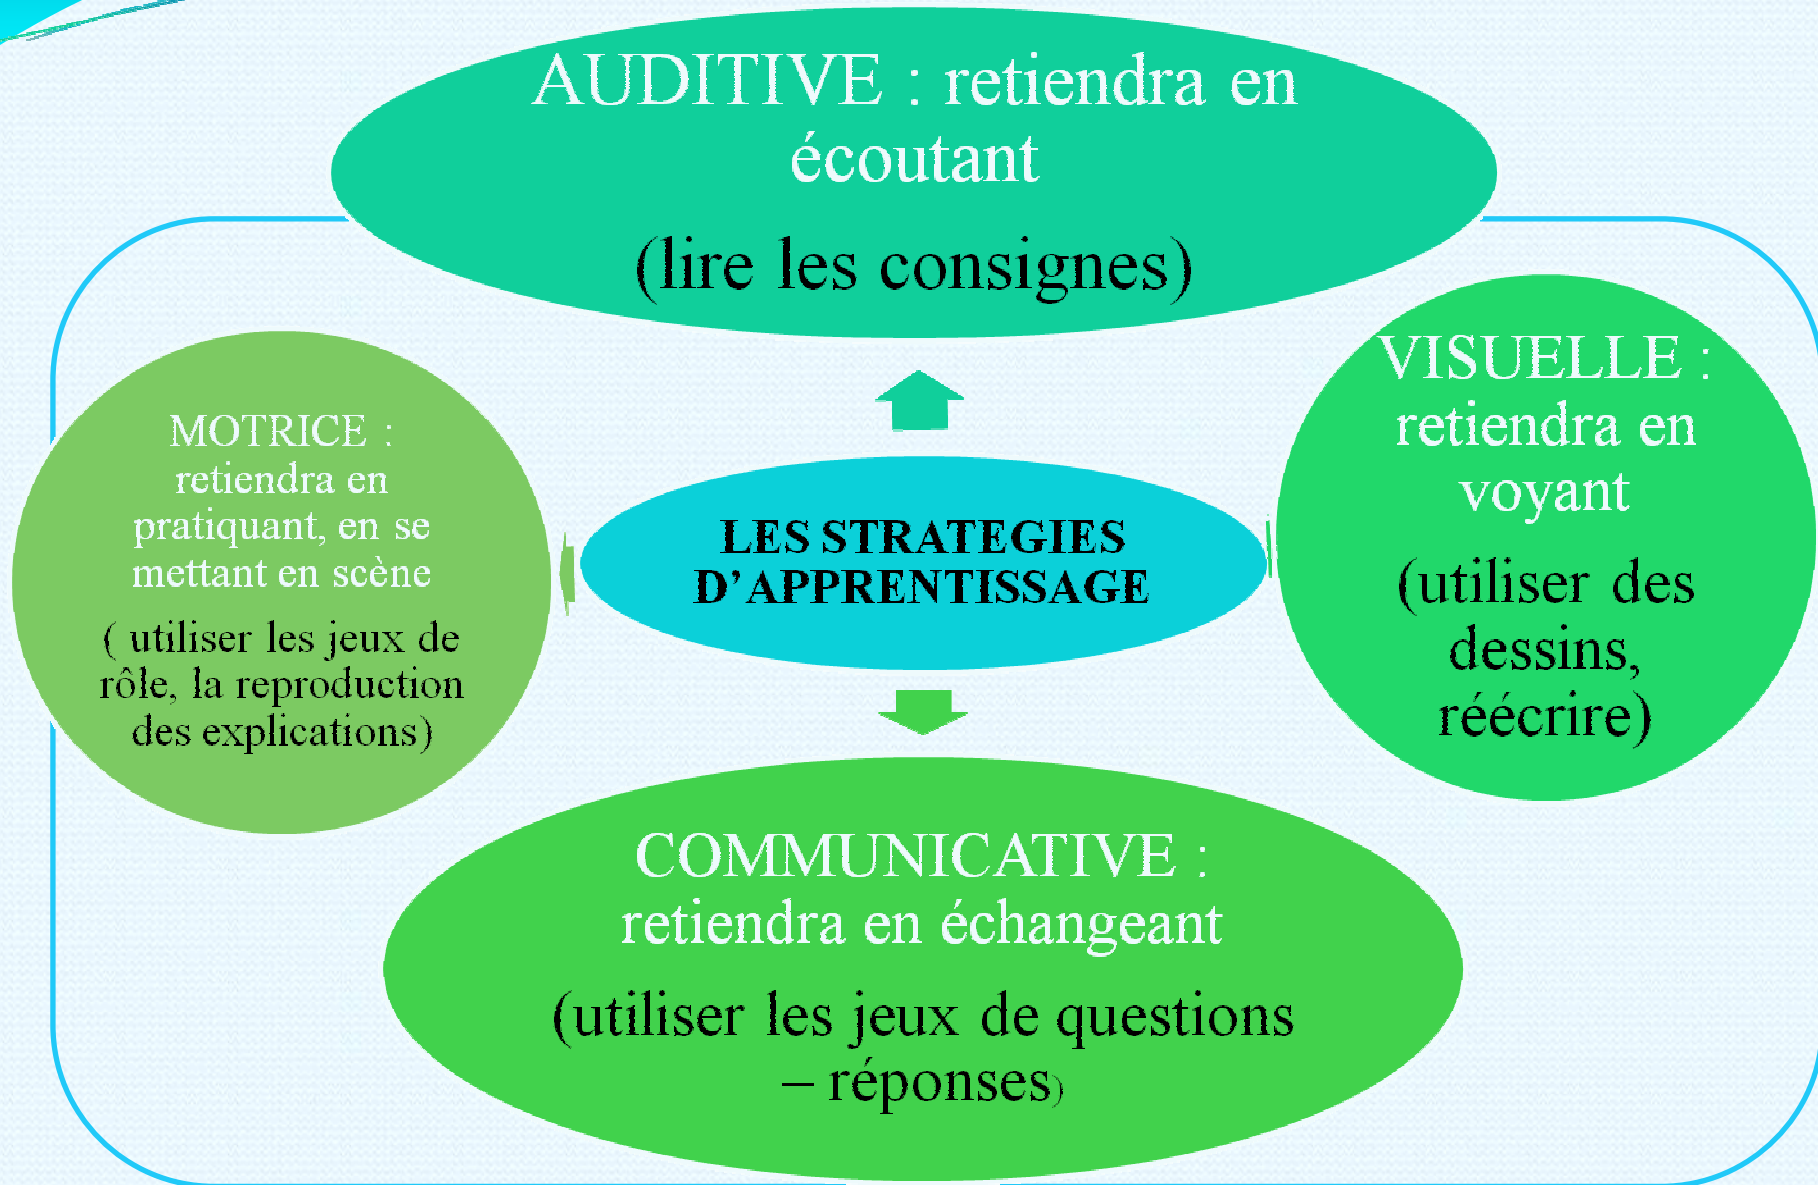 AUDITIVE : retiendra en
écoutant
(lire les consignes)
VISUELLE :
retiendra en
voyant
(utiliser des
dessins,
réécrire)
MOTRICE :
retiendra en
pratiquant, en se
mettant en scène
( utiliser les jeux de
rôle, la reproduction
des explications)
LES STRATEGIES
D’APPRENTISSAGE
COMMUNICATIVE :
retiendra en échangeant
(utiliser les jeux de questions
– réponses)